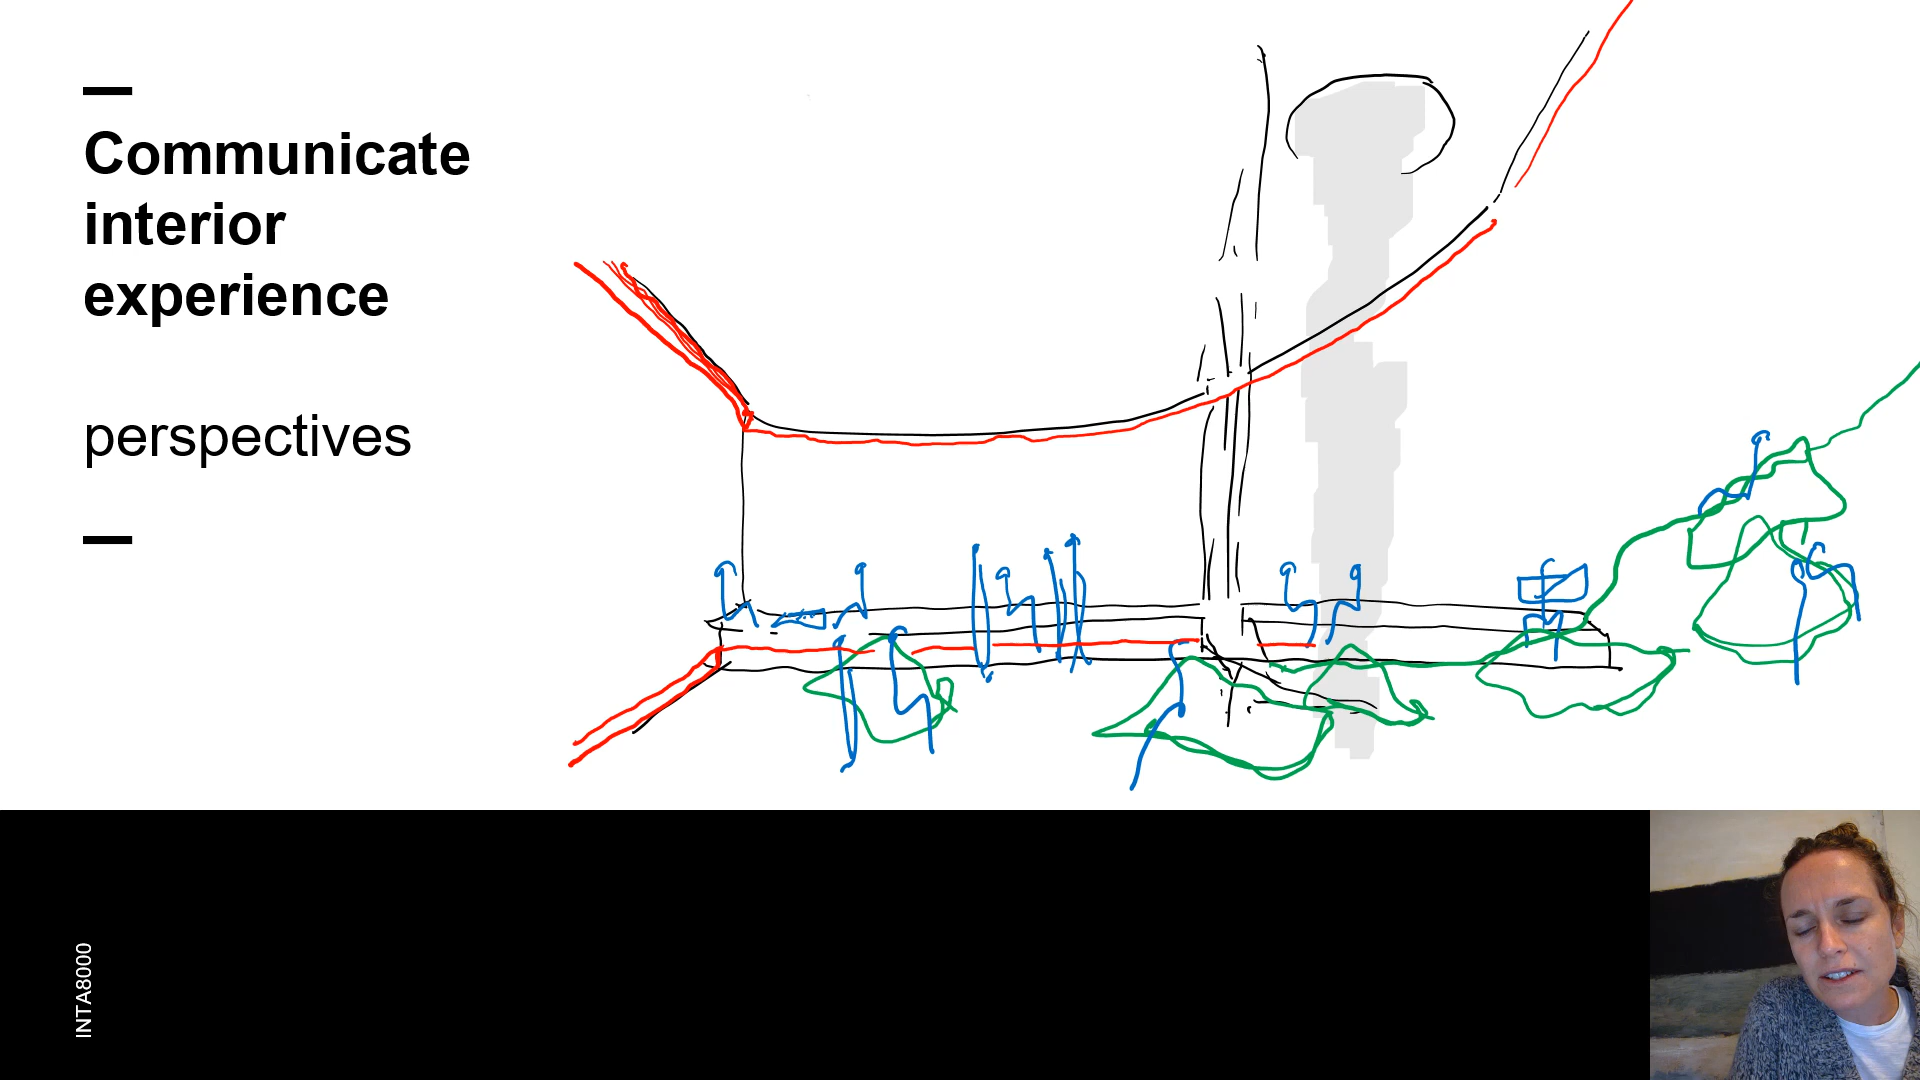 Communicate
interior
experience
perspectives
INTA8000